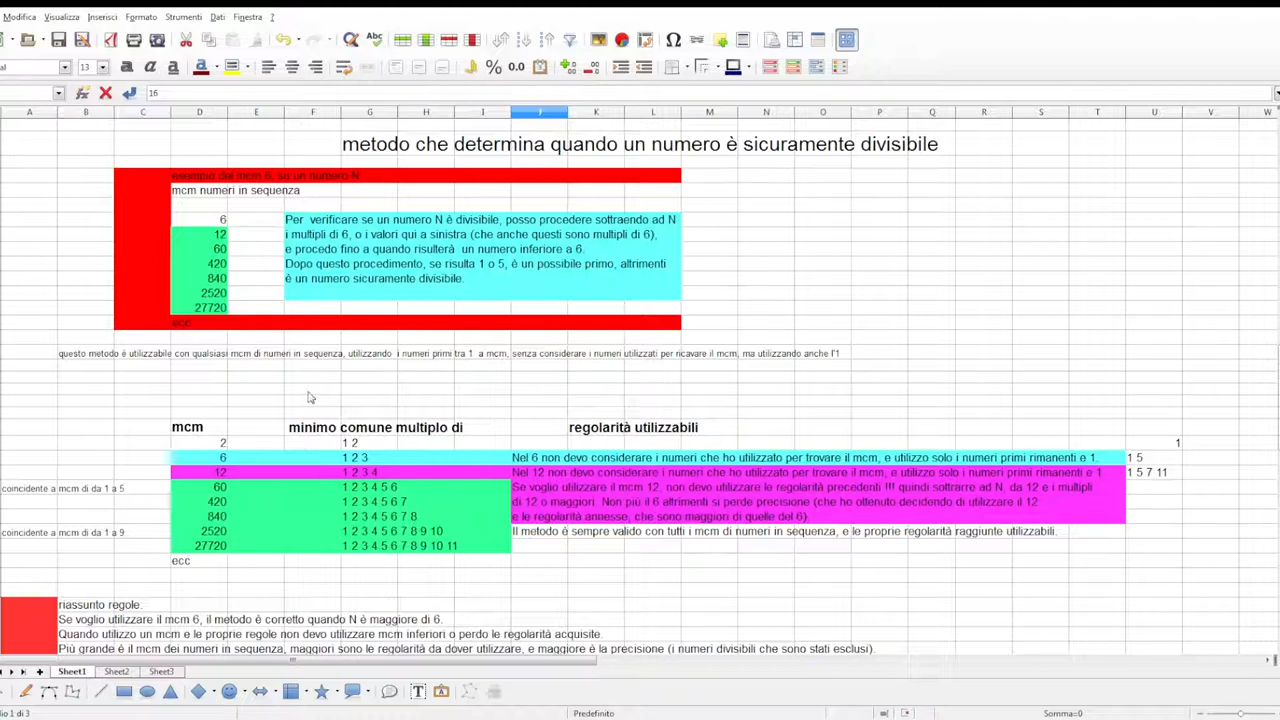 Modifica Visualizza Inserisci Formato Strumenti Dati Finestra ?
13
16
A B C D E F G H I J K L M N O P Q R S T U V W
metodo che determina quando un numero è sicuramente divisibile
esempio del mcm 6, su un numero N
mcm numeri in sequenza
6 Per verificare se un numero N è divisibile, posso procedere sottraendo ad N
12 i multipli di 6, o i valori qui a sinistra (che anche questi sono multipli di 6),
60 e procedo fino a quando risulterà un numero inferiore a 6.
420 Dopo questo procedimento, se risulta 1 o 5, è un possibile primo, altrimenti
840 è un numero sicuramente divisibile.
2520
27720
ecc
questo metodo è utilizzabile con qualsiasi mcm di numeri in sequenza, utilizzando i numeri primi tra 1 a mcm, senza considerare i numeri utilizzati per ricavare il mcm, ma utilizzando anche l'1
mcm minimo comune multiplo di regolarità utilizzabili
2 1 2 1
6 1 2 3 Nel 6 non devo considerare i numeri che ho utilizzato per trovare il mcm, e utilizzo solo i numeri primi rimanenti e 1. 1 5
12 1 2 3 4 Nel 12 non devo considerare i numeri che ho utilizzato per trovare il mcm, e utilizzo solo i numeri primi rimanenti e 1 1 5 7 11
coincidente a mcm di da 1 a 5 60 1 2 3 4 5 6 Se voglio utilizzare il mcm 12, non devo utilizzare le regolarità precedenti !!! quindi sottrarre ad N, da 12 e i multipli
420 1 2 3 4 5 6 7 di 12 o maggiori. Non più il 6 altrimenti si perde precisione (che ho ottenuto decidendo di utilizzare il 12
840 1 2 3 4 5 6 7 8 e le regolarità annesse, che sono maggiori di quelle del 6).
coincidente a mcm di da 1 a 9 2520 1 2 3 4 5 6 7 8 9 10 Il metodo è sempre valido con tutti i mcm di numeri in sequenza, e le proprie regolarità raggiunte utilizzabili.
27720 1 2 3 4 5 6 7 8 9 10 11
ecc
riassunto regole.
Se voglio utilizzare il mcm 6, il metodo è corretto quando N è maggiore di 6.
Quando utilizzo un mcm e le proprie regole non devo utilizzare mcm inferiori o perdo le regolarità acquisite.
Più grande è il mcm dei numeri in sequenza, maggiori sono le regolarità da dover utilizzare, e maggiore è la precisione (i numeri divisibili che sono stati esclusi).
Sheet1 Sheet2 Sheet3
1 di 3 Predefinito Somma=0